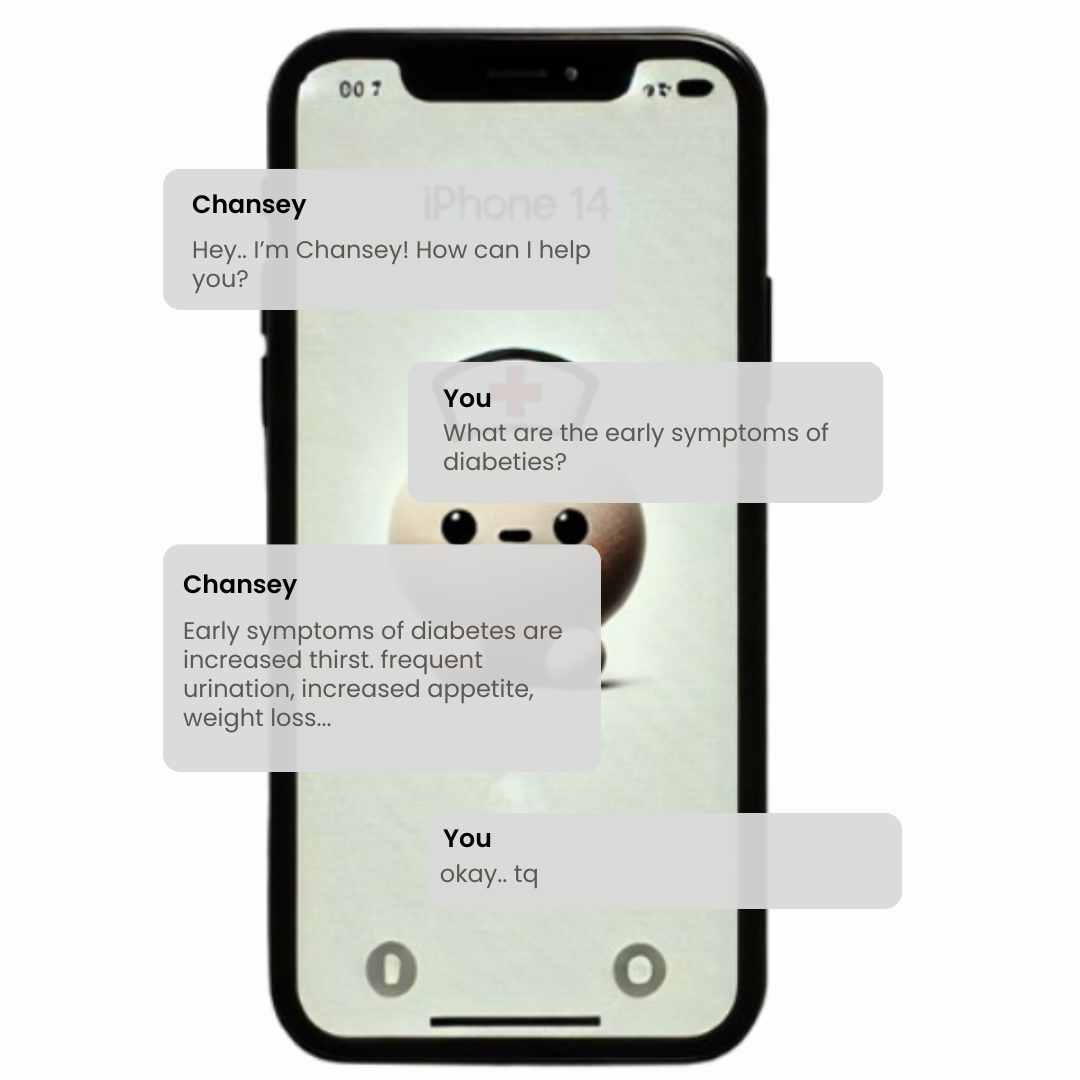 00 7
iPhone 14
Chansey
Hey.. I’m Chansey! How can I help
you?
You
What are the early symptoms of
diabeties?
Chansey
Early symptoms of diabetes are
increased thirst. frequent
urination, increased appetite,
weight loss...
You
okay.. tq